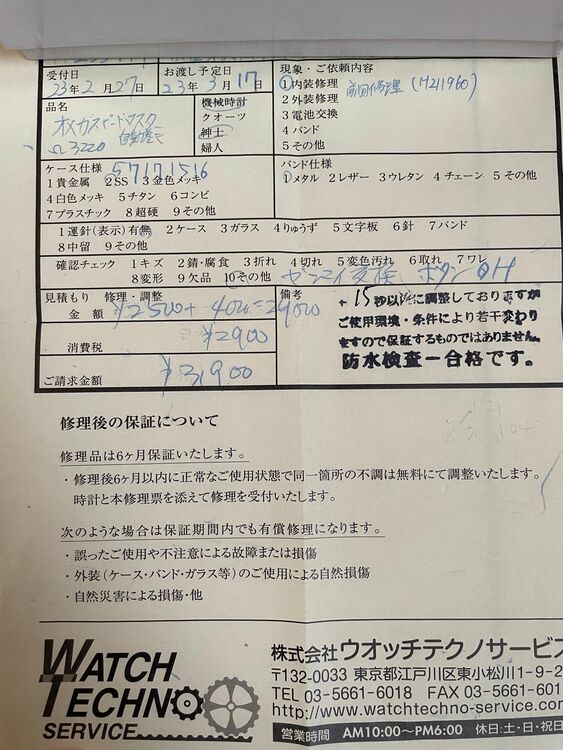 受付日
23年2月27日
お渡し予定日
23年3月17日
現象・ご依頼内容
①内装修理 前回修理(H211960)
2外装修理
3電池交換
4バンド
5その他
品名
オメガスピードマスター
自動巻
Ω3220
機械時計
クオーツ
紳士
婦人
ケース仕様 57171516
1貴金属 2SS 3金色メッキ
4白色メッキ 5チタン 6コンビ
7プラスチック 8超硬 9その他
バンド仕様
①メタル 2レザー 3ウレタン 4チェーン 5その他
1運針(表示)有無 2ケース 3ガラス 4りゅうず 5文字板 6針 7バンド
8中留 9その他
確認チェック 1キズ 2錆・腐食 3折れ 4切れ 5変色汚れ 6取れ 7ワレ
8変形 9欠品 10その他 ゼンマイ交換 ボタンOH
見積もり 修理・調整
金額 ¥25000+4000=29000
消費税 ¥2900
ご請求金額 ¥31900
備考
+15秒以内に調整しておりますが
ご使用環境・条件により若干変わり
ますので保証するものではありません。
防水検査一合格です。
修理後の保証について
修理品は6ヶ月保証いたします。
・修理後6ヶ月以内に正常なご使用状態で同一箇所の不調は無料にて調整いたします。
時計と本修理票を添えて修理を受付いたします。
次のような場合は保証期間内でも有償修理になります。
・誤ったご使用や不注意による故障または損傷
・外装(ケース・バンド・ガラス等)のご使用による自然損傷
・自然災害による損傷・他
WATCH
TECHNO
SERVICE
株式会社ウオッチテクノサービス
〒132-0033 東京都江戸川区東小松川1-9-2
TEL 03-5661-6018 FAX 03-5661-601
http://www.watchtechno-service.com
営業時間 AM10:00〜PM6:00 休日:土・日・祝日